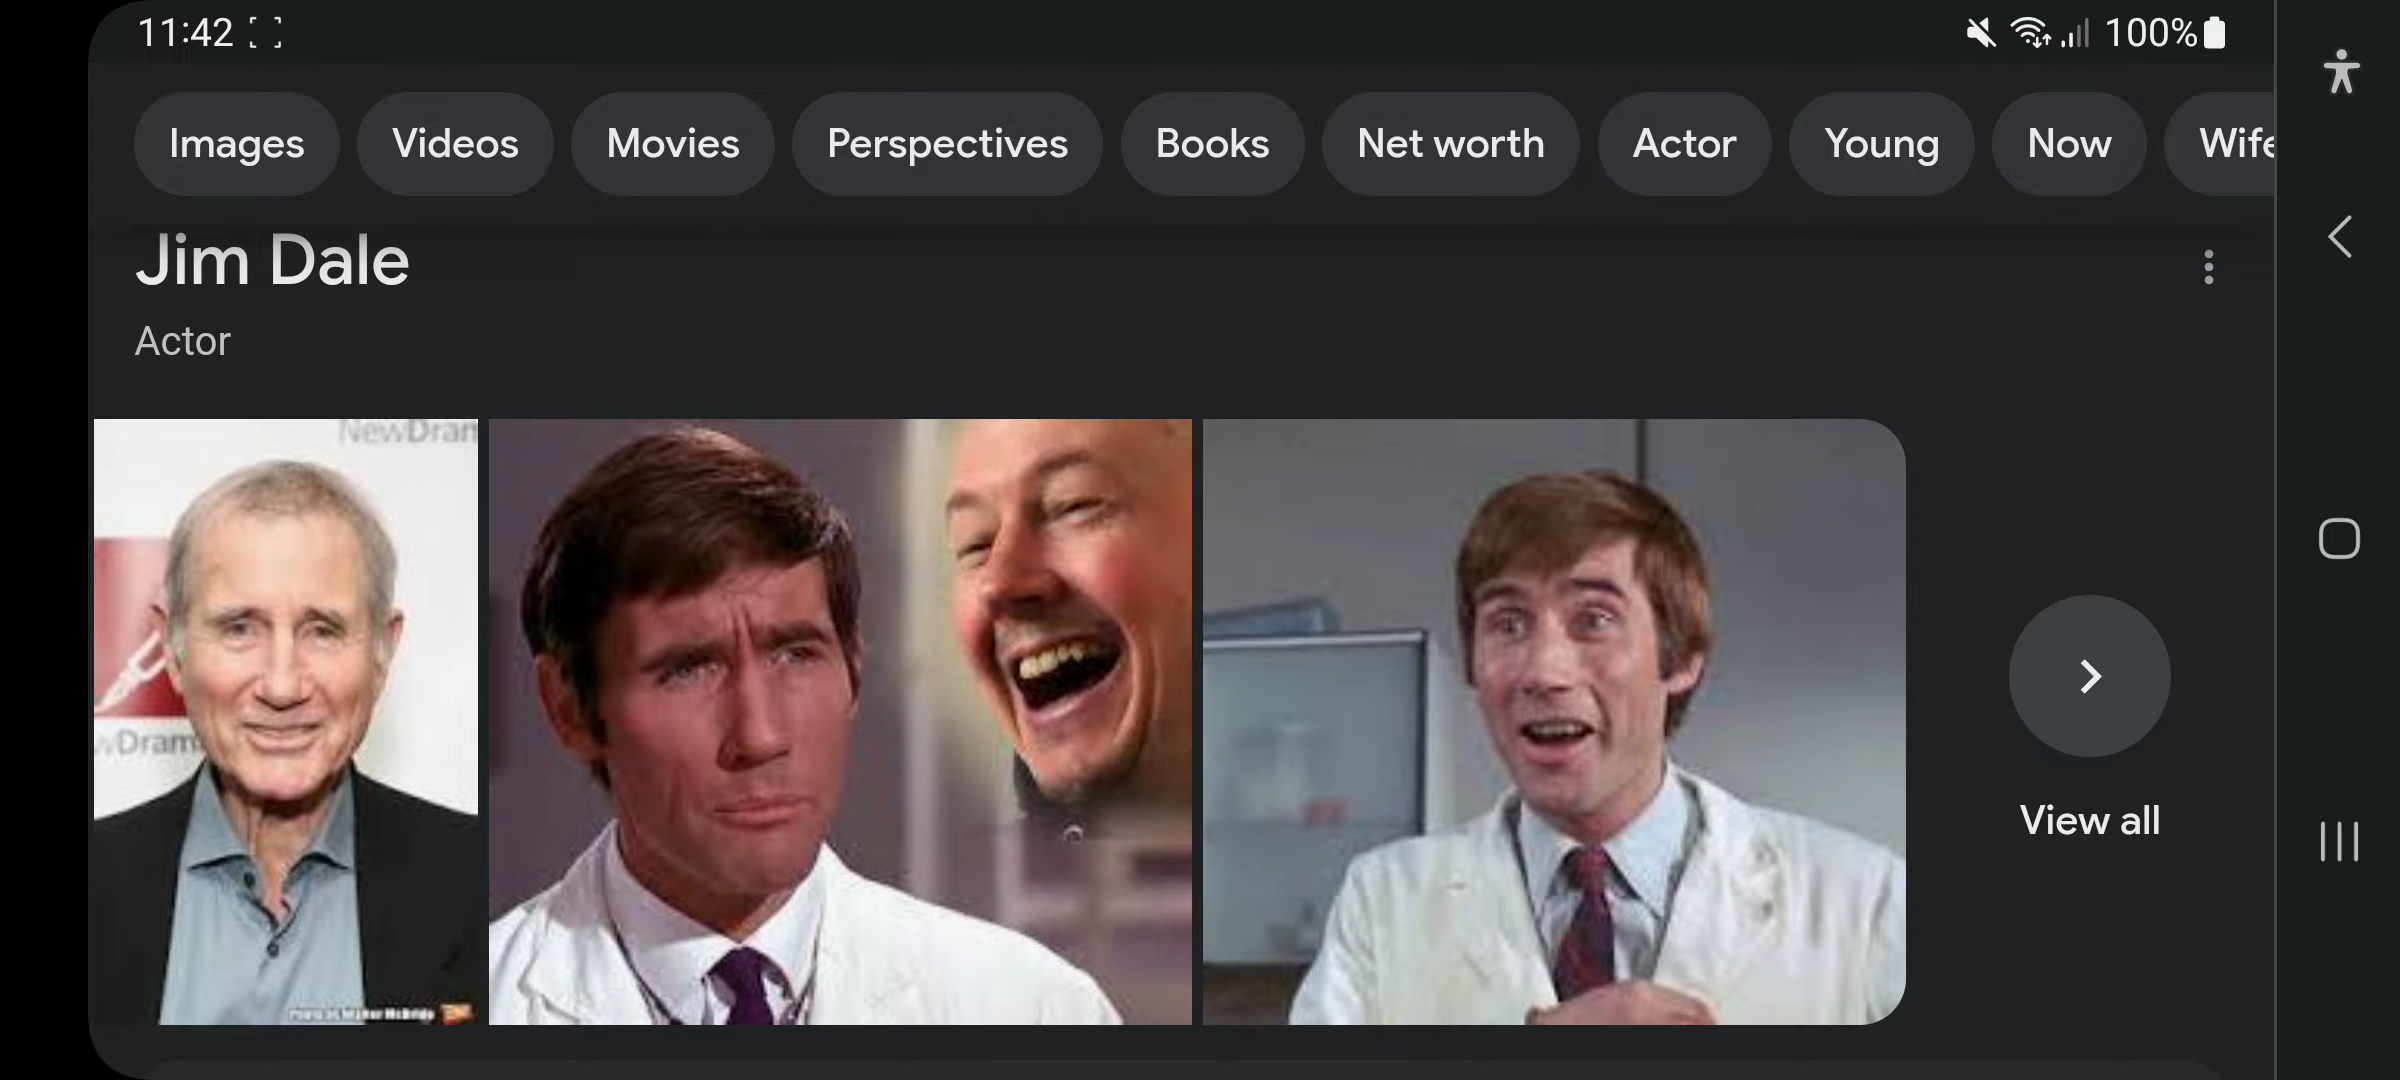 11:42
100%
Images
Videos
Movies
Perspectives
Books
Net worth
Actor
Young
Now
Wife
Jim Dale
Actor
NewDram
wDram
View all